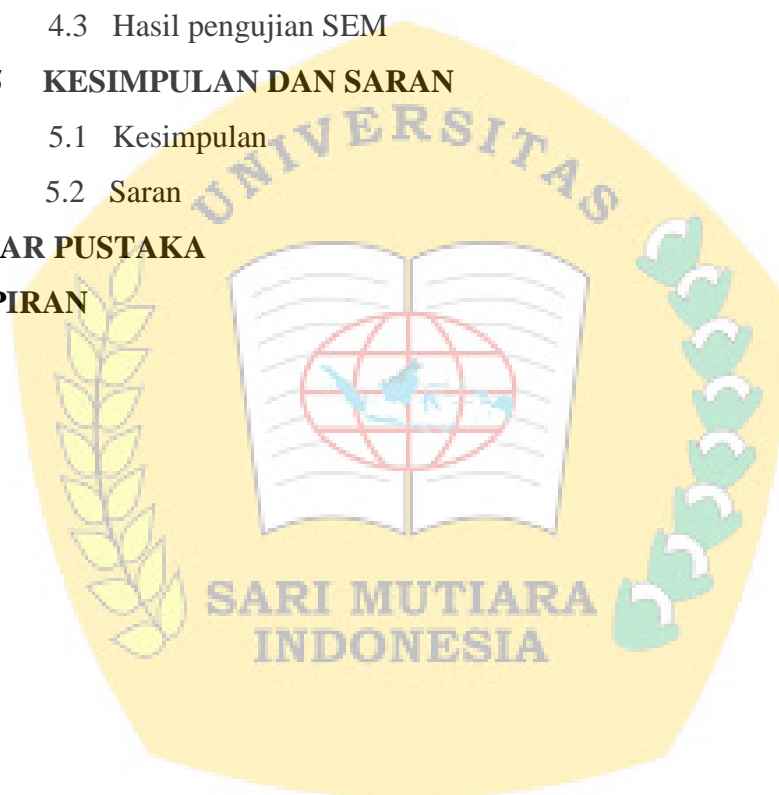 4.3 Hasil pengujian SEM
5 KESIMPULAN DAN SARAN
5.1 Kesimpulan
5.2 Saran
AR PUSTAKA
PIRAN
UNIVERSITAS
SARI MUTIARA
INDONESIA